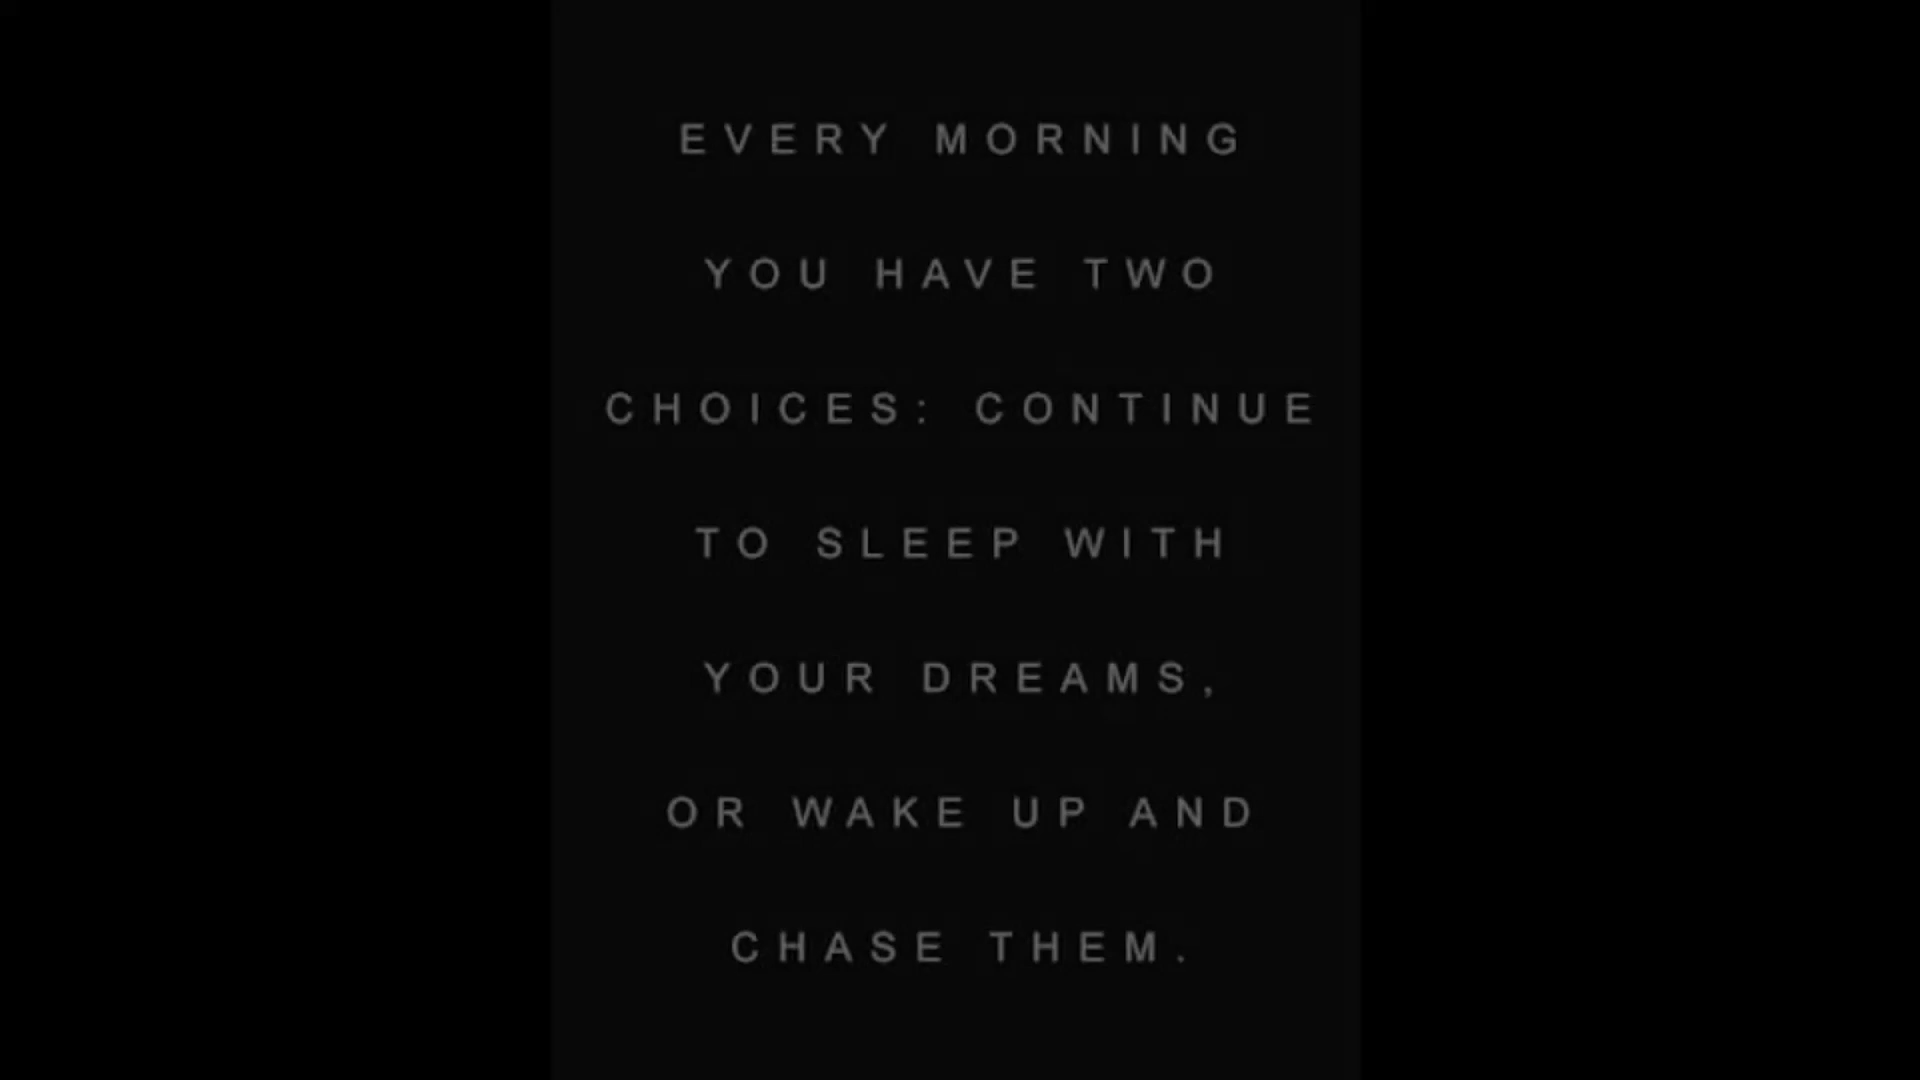 EVERY MORNING
YOU HAVE TWO
CHOICES: CONTINUE
TO SLEEP WITH
YOUR DREAMS,
OR WAKE UP AND
CHASE THEM.